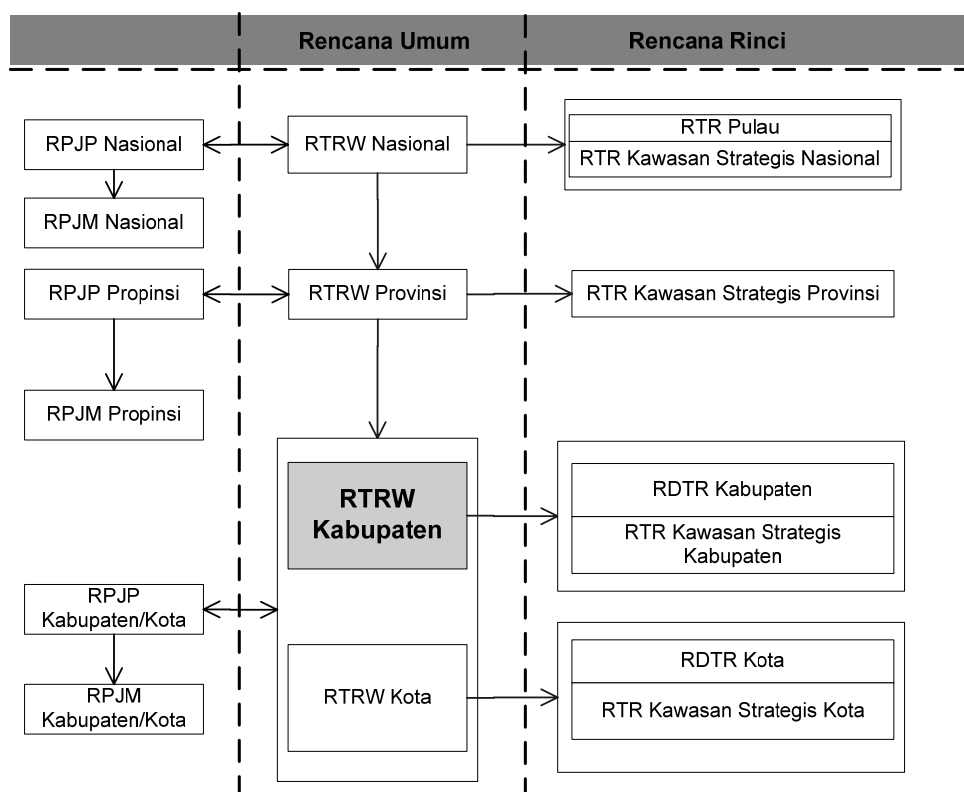 Rencana Umum
Rencana Rinci
RPJP Nasional
RTRW Nasional
RTR Pulau
RTR Kawasan Strategis Nasional
RPJM Nasional
RPJP Propinsi
RTRW Provinsi
RTR Kawasan Strategis Provinsi
RPJM Propinsi
RTRW
Kabupaten
RDTR Kabupaten
RTR Kawasan Strategis
Kabupaten
RPJP
Kabupaten/Kota
RPJM
Kabupaten/Kota
RTRW Kota
RDTR Kota
RTR Kawasan Strategis Kota